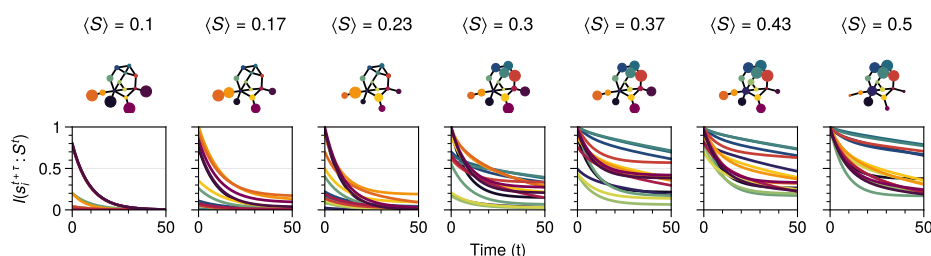 ⟨S⟩ = 0.1 ⟨S⟩ = 0.17 ⟨S⟩ = 0.23 ⟨S⟩ = 0.3 ⟨S⟩ = 0.37 ⟨S⟩ = 0.43 ⟨S⟩ = 0.5
1
0.5
0
I(s_i^{t+τ} : S^t)
0 50 0 50 0 50 0 50 0 50 0 50 0 50
Time (t)